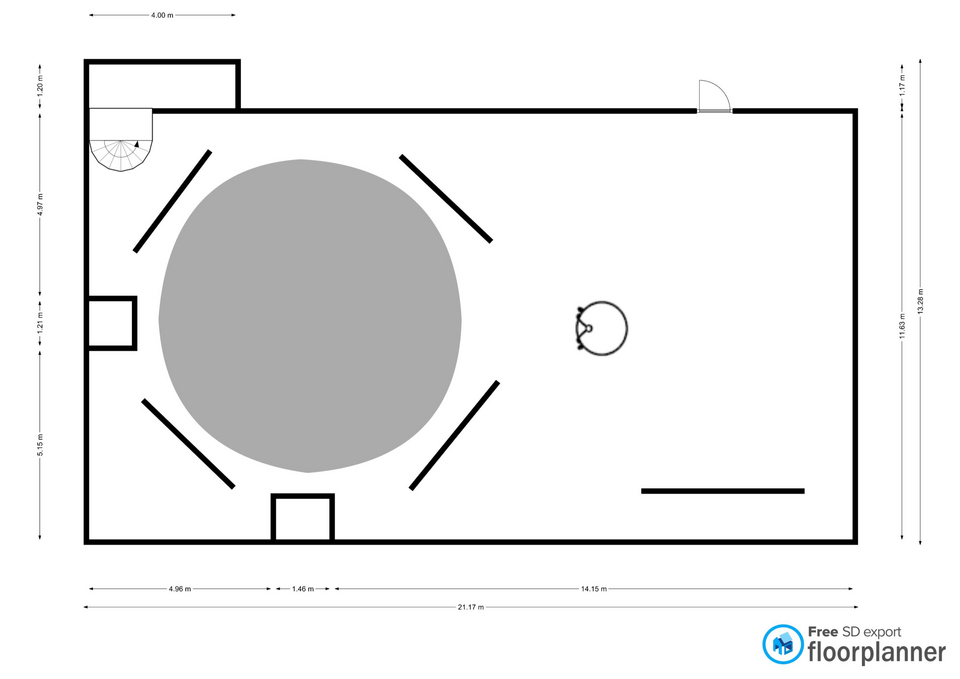 4.00 m
1.20 m
1.17 m
4.97 m
13.28 m
1.21 m
11.63 m
5.15 m
4.96 m
1.46 m
14.15 m
21.17 m
Free SD export
floorplanner